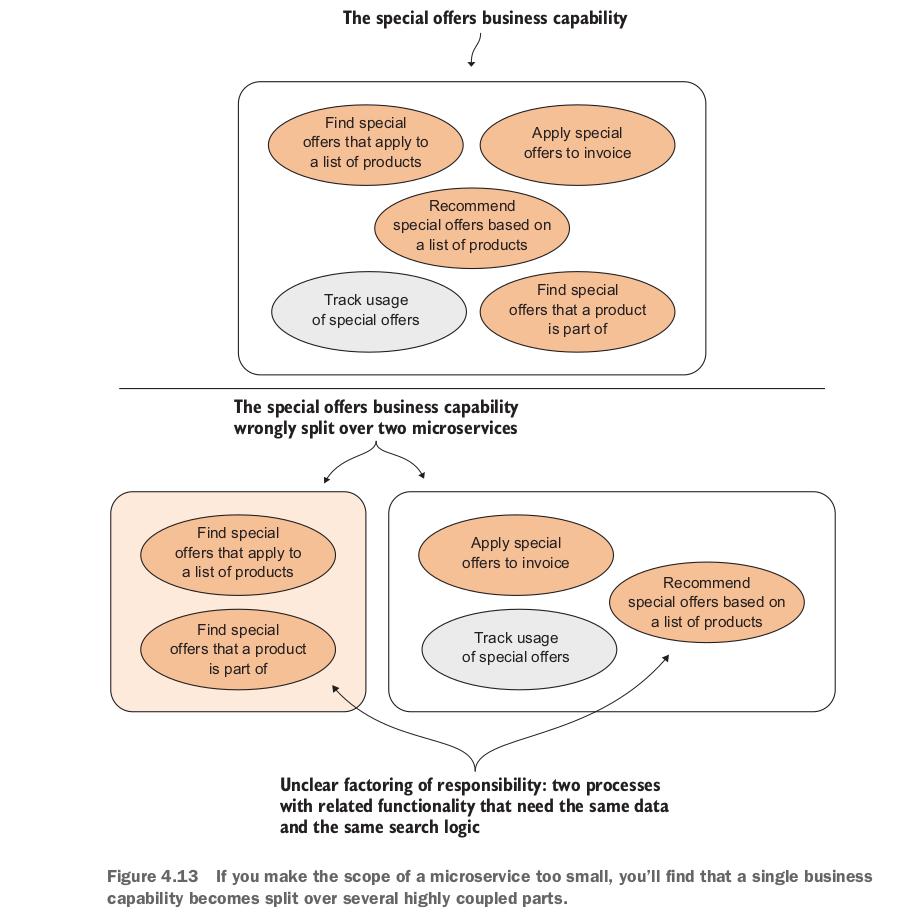 The special offers business capability
Find special
offers that apply to
a list of products
Apply special
offers to invoice
Recommend
special offers based on
a list of products
Track usage
of special offers
Find special
offers that a product
is part of
The special offers business capability
wrongly split over two microservices
Find special
offers that apply to
a list of products
Find special
offers that a product
is part of
Apply special
offers to invoice
Recommend
special offers based on
a list of products
Track usage
of special offers
Unclear factoring of responsibility: two processes
with related functionality that need the same data
and the same search logic
Figure 4.13 If you make the scope of a microservice too small, you’ll find that a single business
capability becomes split over several highly coupled parts.